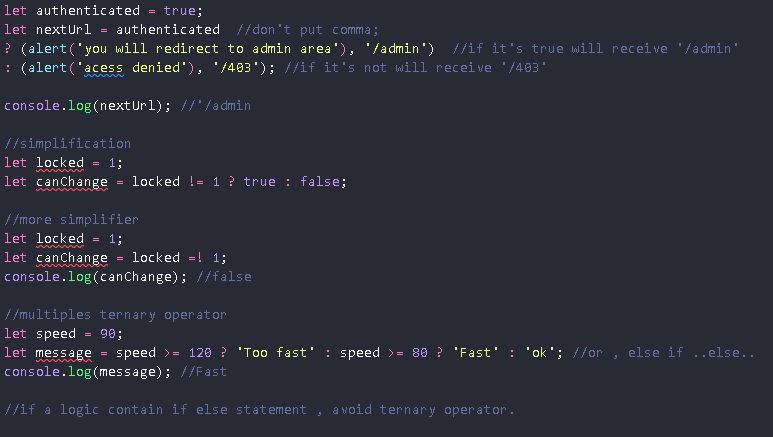 let authenticated = true;
let nextUrl = authenticated  //don't put comma;
? (alert('you will redirect to admin area'), '/admin')  //if it's true will receive '/admin'
: (alert('acess denied'), '/403'); //if it's not will receive '/403'
console.log(nextUrl); //'/admin
//simplification
let locked = 1;
let canChange = locked != 1 ? true : false;
//more simplifier
let locked = 1;
let canChange = locked =! 1;
console.log(canChange); //false
//multiples ternary operator
let speed = 90;
let message = speed >= 120 ? 'Too fast' : speed >= 80 ? 'Fast' : 'ok'; //or , else if ..else..
console.log(message); //Fast
//if a logic contain if else statement , avoid ternary operator.